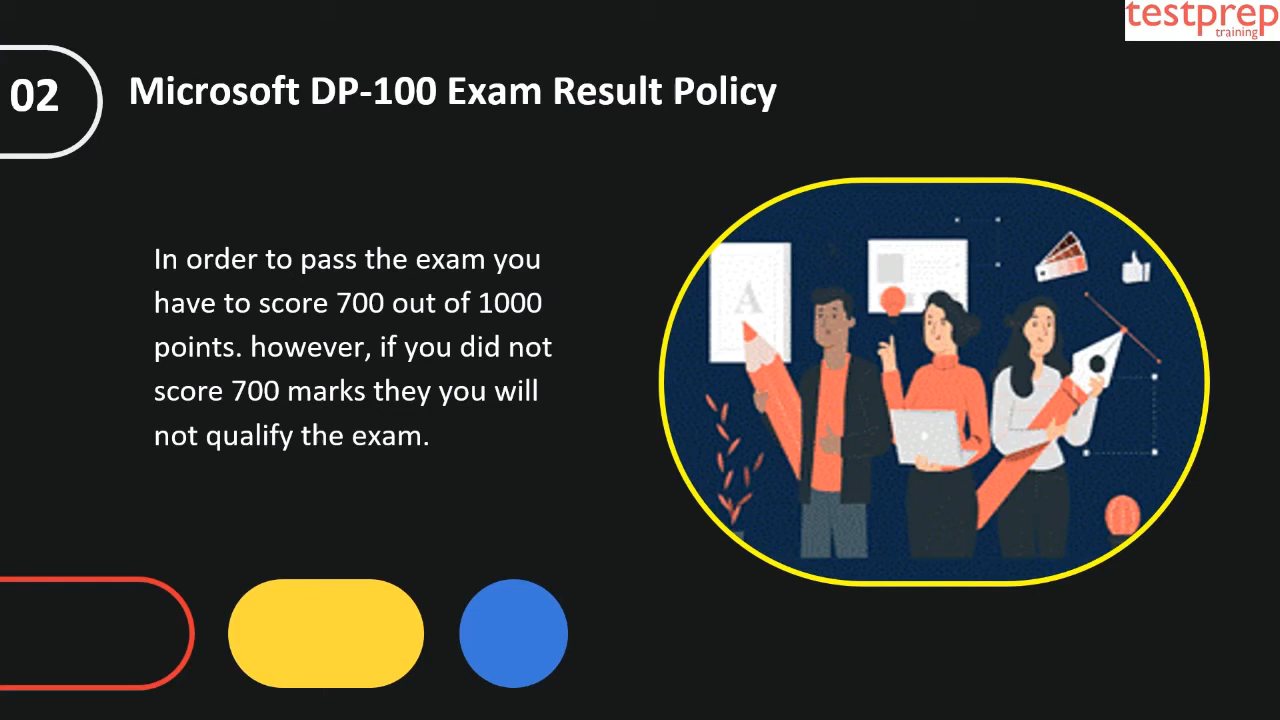 testprep
training
02
Microsoft DP-100 Exam Result Policy
In order to pass the exam you
have to score 700 out of 1000
points. however, if you did not
score 700 marks they you will
not qualify the exam.
A